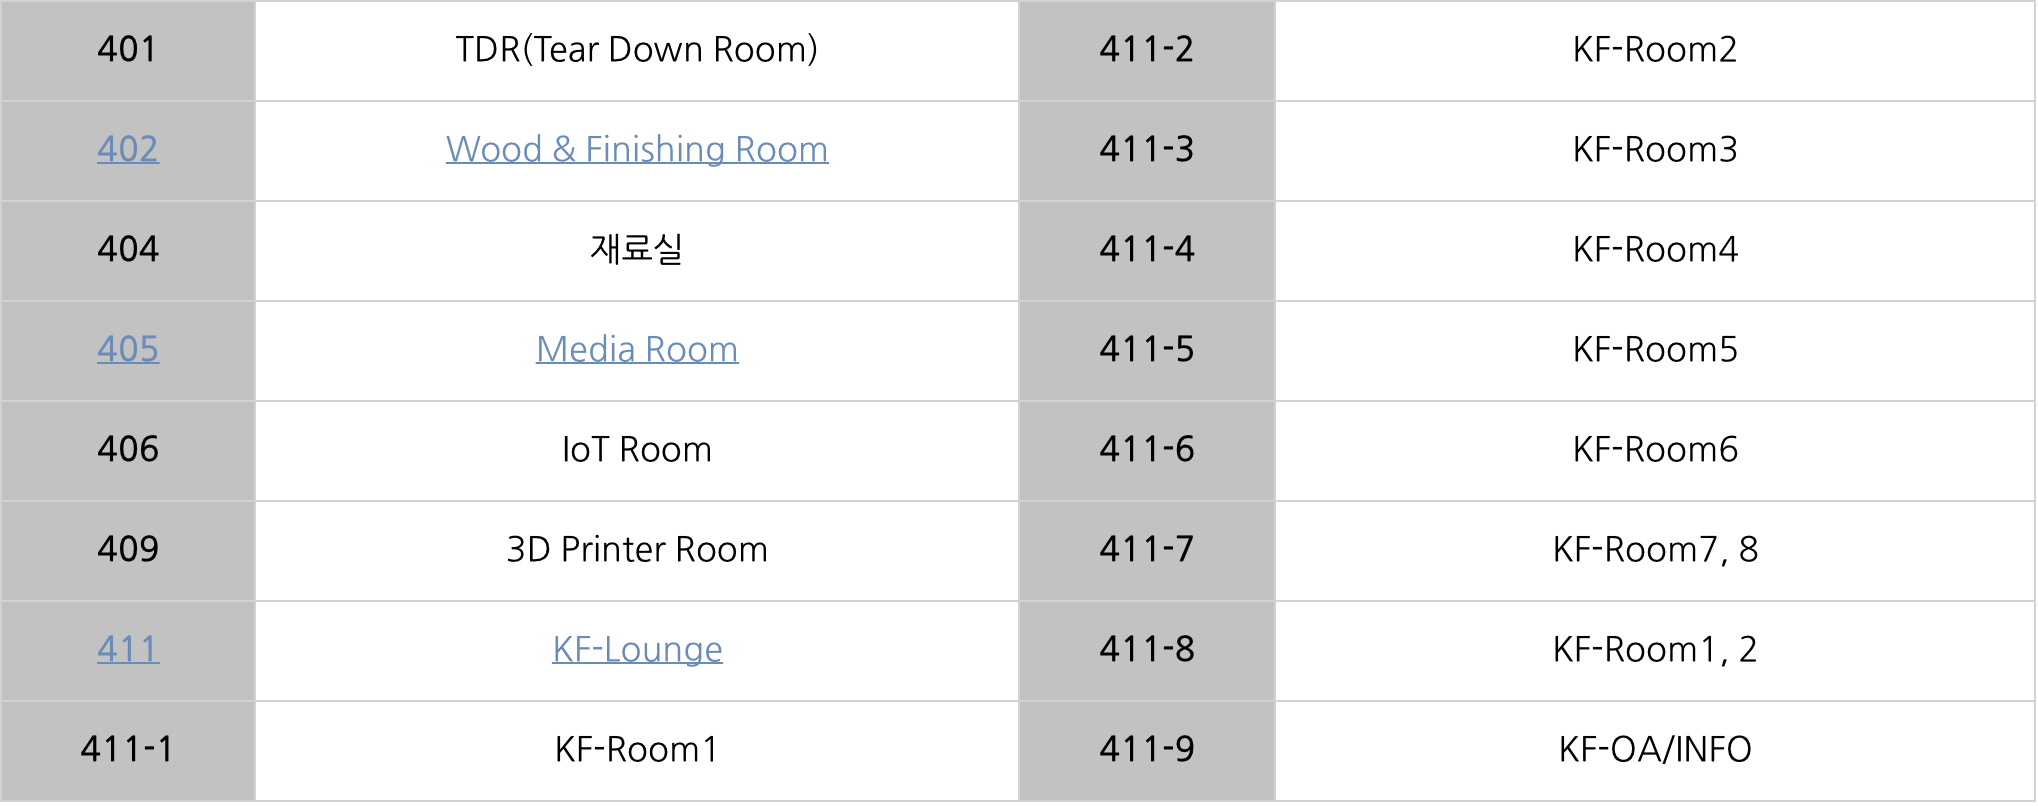 401 TDR(Tear Down Room) 411-2 KF-Room2
402 Wood & Finishing Room 411-3 KF-Room3
404 재료실 411-4 KF-Room4
405 Media Room 411-5 KF-Room5
406 IoT Room 411-6 KF-Room6
409 3D Printer Room 411-7 KF-Room7, 8
411 KF-Lounge 411-8 KF-Room1, 2
411-1 KF-Room1 411-9 KF-OA/INFO